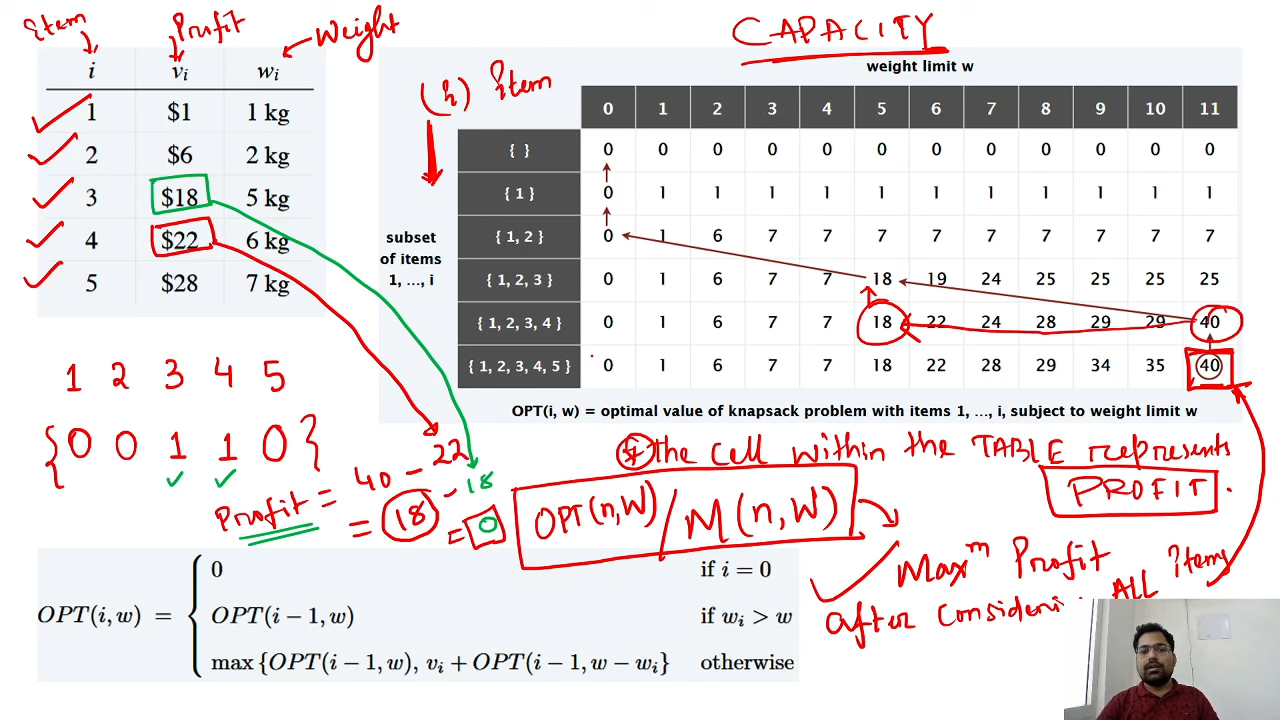 Item Profit Weight
i vi wi
1 $1 1 kg
2 $6 2 kg
3 $18 5 kg
4 $22 6 kg
5 $28 7 kg
CAPACITY
weight limit w
Item
0 1 2 3 4 5 6 7 8 9 10 11
{ } 0 0 0 0 0 0 0 0 0 0 0 0
{ 1 } 0 1 1 1 1 1 1 1 1 1 1 1
{ 1, 2 } 0 1 6 7 7 7 7 7 7 7 7 7
{ 1, 2, 3 } 0 1 6 7 7 18 19 24 25 25 25 25
{ 1, 2, 3, 4 } 0 1 6 7 7 18 22 24 28 29 29 40
{ 1, 2, 3, 4, 5 } 0 1 6 7 7 18 22 28 29 34 35 40
subset
of items
1, ..., i
OPT(i, w) = optimal value of knapsack problem with items 1, ..., i, subject to weight limit w
1 2 3 4 5
{0 0 1 1 0}
Profit = 40 - 22
= 18 - 18
= 0
the cell within the TABLE represents
PROFIT.
OPT(n,W) / M(n,W)
Maxm Profit
after ALL Items
OPT(i, w) =
0 if i = 0
OPT(i − 1, w) if wi > w
max {OPT(i − 1, w), vi + OPT(i − 1, w − wi)} otherwise